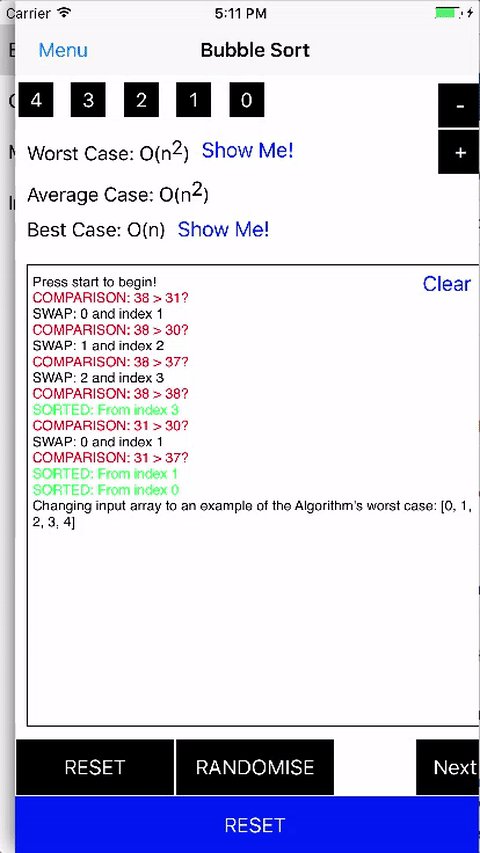 Carrier 5:11 PM
Menu Bubble Sort
4 3 2 1 0
-
+
Worst Case: O(n2) Show Me!
Average Case: O(n2)
Best Case: O(n) Show Me!
Clear
Press start to begin!
COMPARISON: 38 > 31?
SWAP: 0 and index 1
COMPARISON: 38 > 30?
SWAP: 1 and index 2
COMPARISON: 38 > 37?
SWAP: 2 and index 3
COMPARISON: 38 > 38?
SORTED: From index 3
COMPARISON: 31 > 30?
SWAP: 0 and index 1
COMPARISON: 31 > 37?
SORTED: From index 1
SORTED: From index 0
Changing input array to an example of the Algorithm's worst case: [0, 1,
2, 3, 4]
RESET RANDOMISE Next
RESET